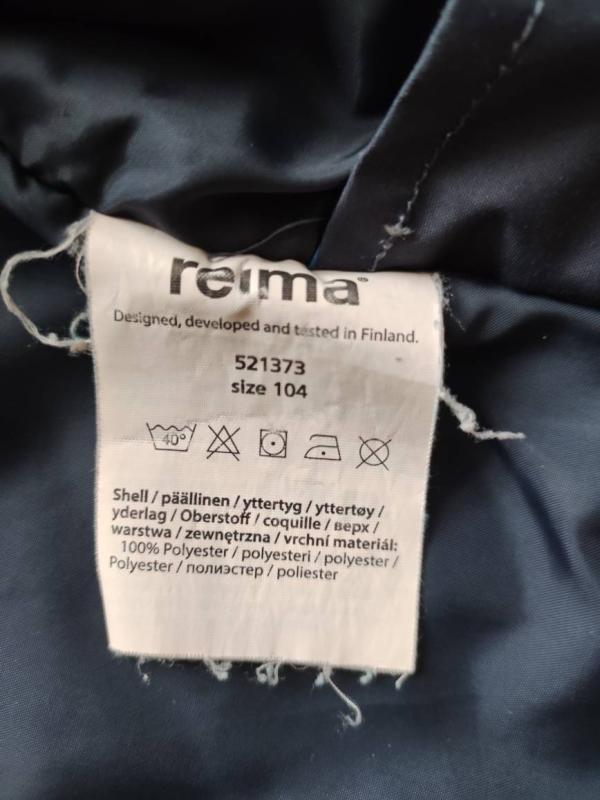 reima®
Designed, developed and tested in Finland.
521373
size 104
40°
Shell / päällinen / yttertyg / yttertøy /
yderlag / Oberstoff / coquille / верх /
warstwa / zewnętrzna / vrchní materiál:
100% Polyester / polyesteri / polyester /
Polyester / полиэстер / poliester